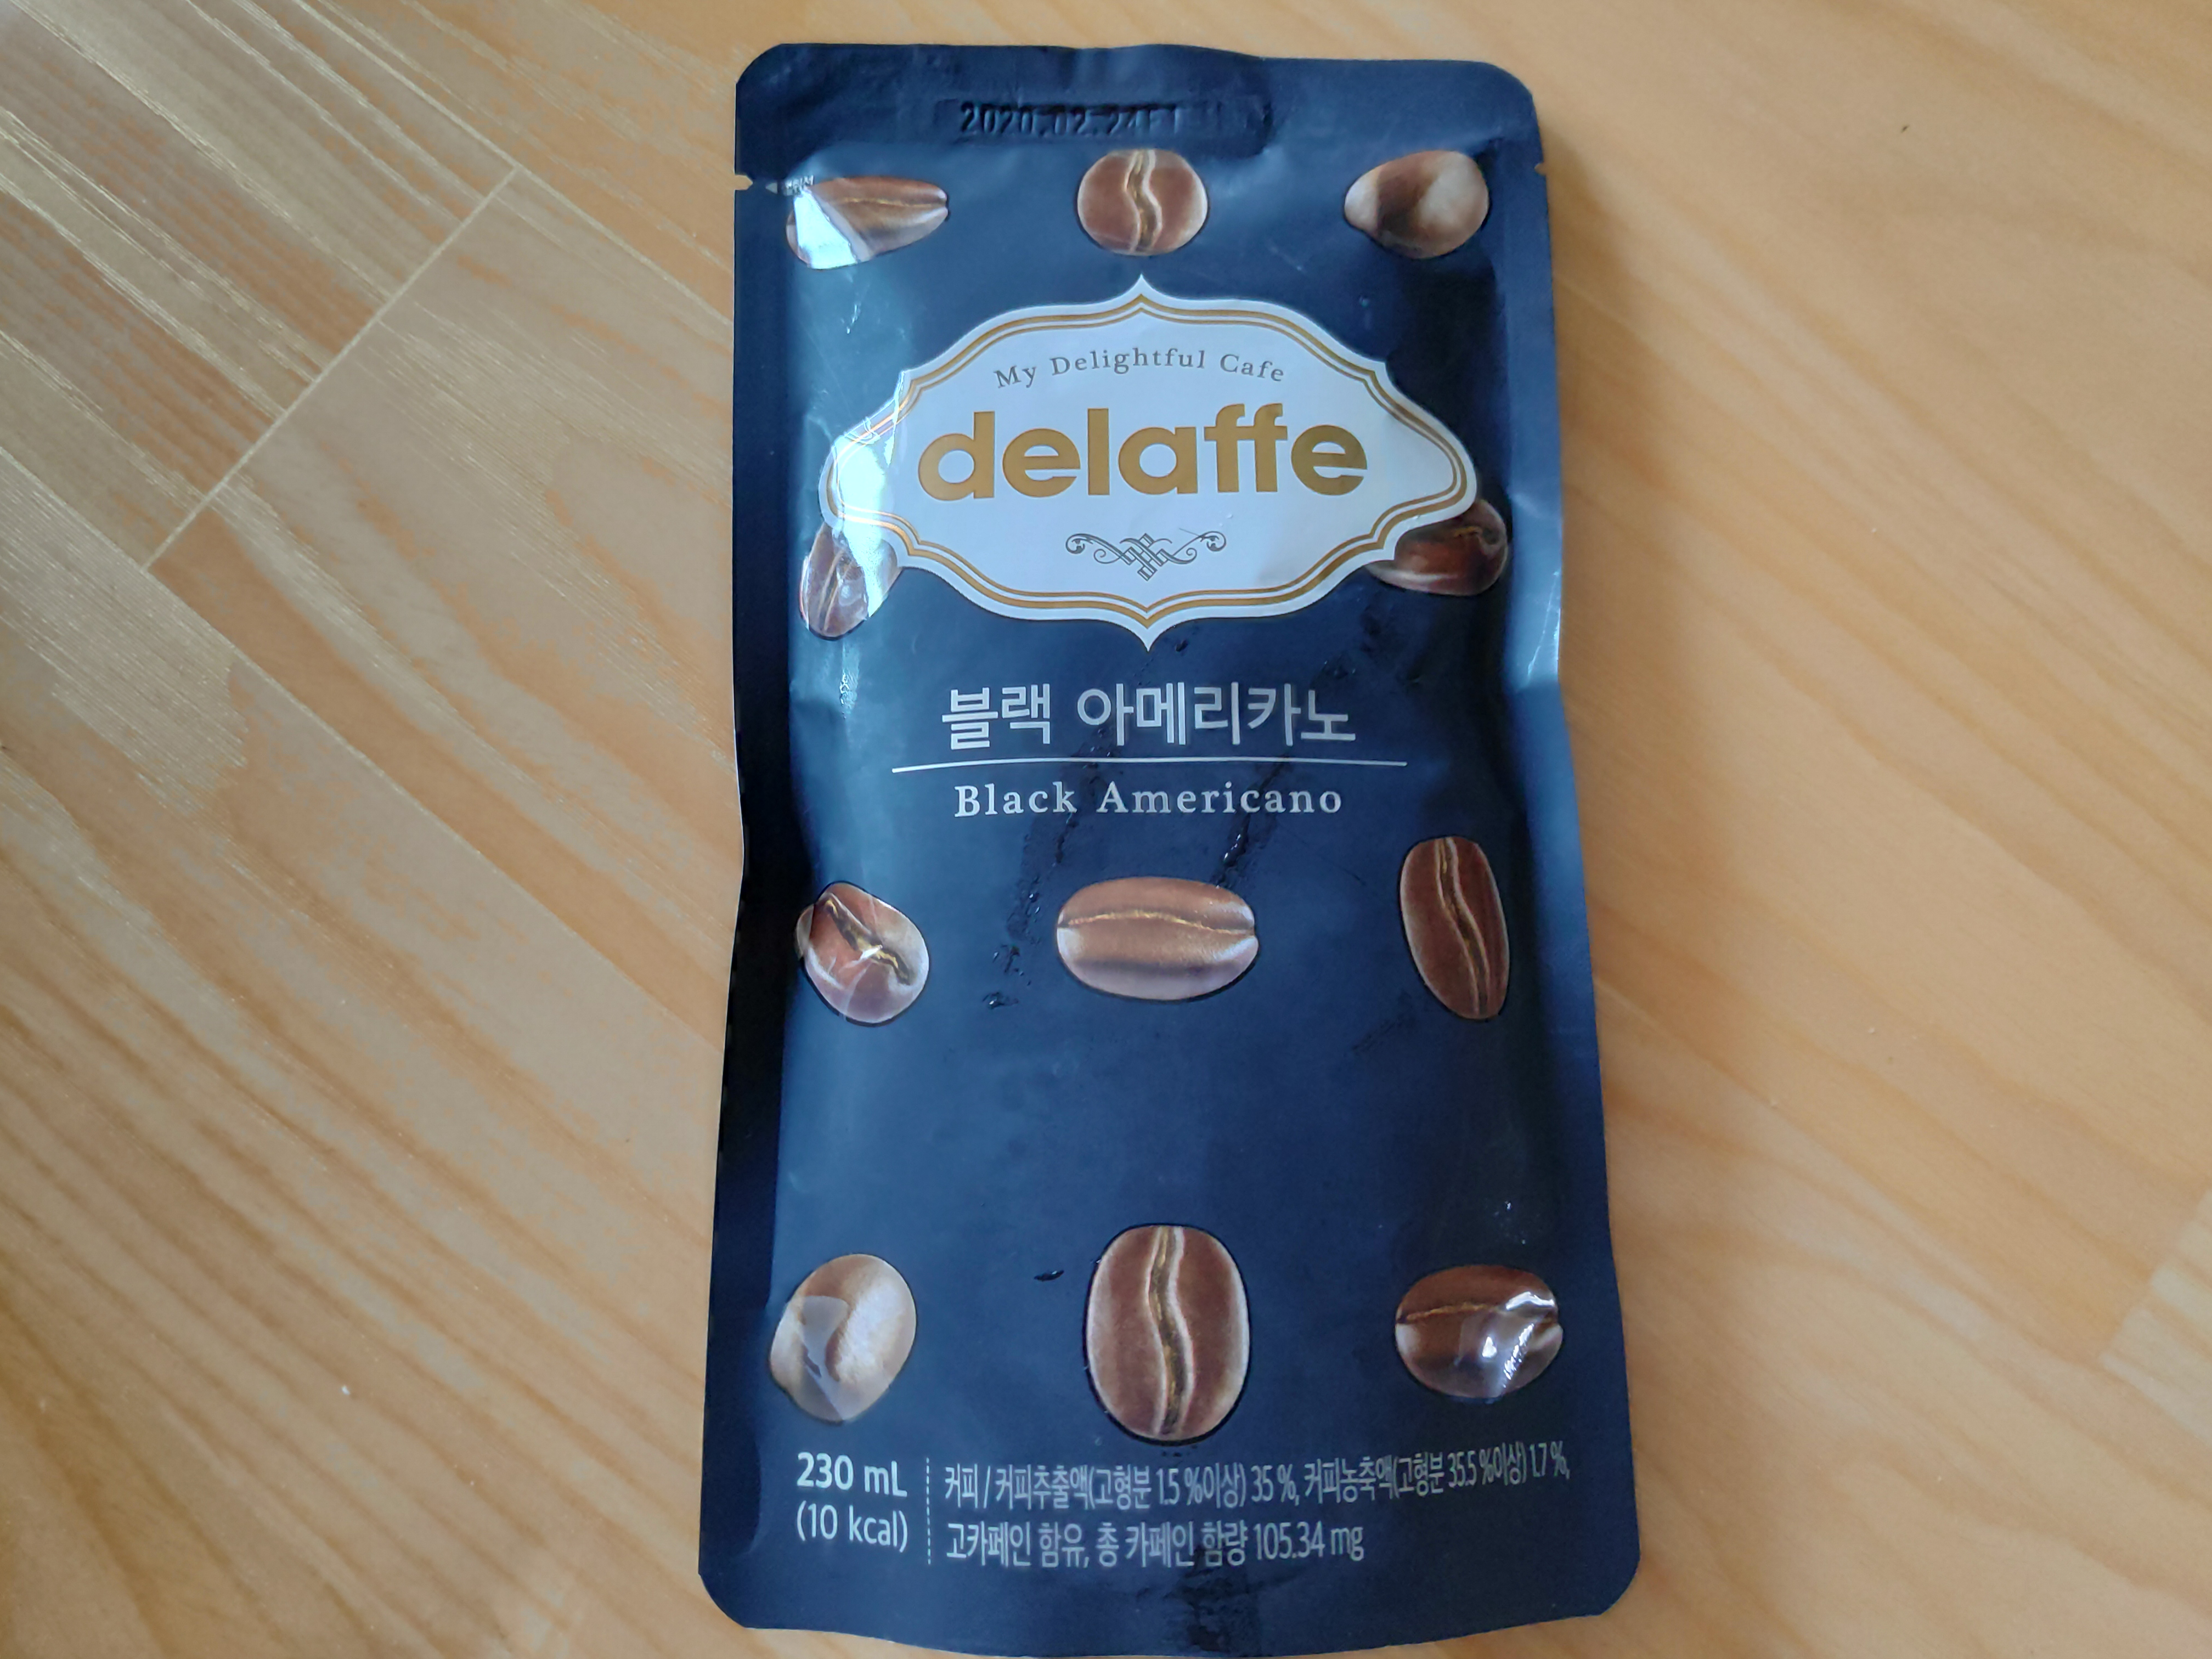 2020.02.24F1
My Delightful Cafe
delaffe
블랙 아메리카노
Black Americano
230 mL
(10 kcal)
커피 / 커피추출액(고형분 1.5 %이상) 35 %, 커피농축액(고형분 35.5 %이상) 1.7 %,
고카페인 함유, 총 카페인 함량 105.34 mg